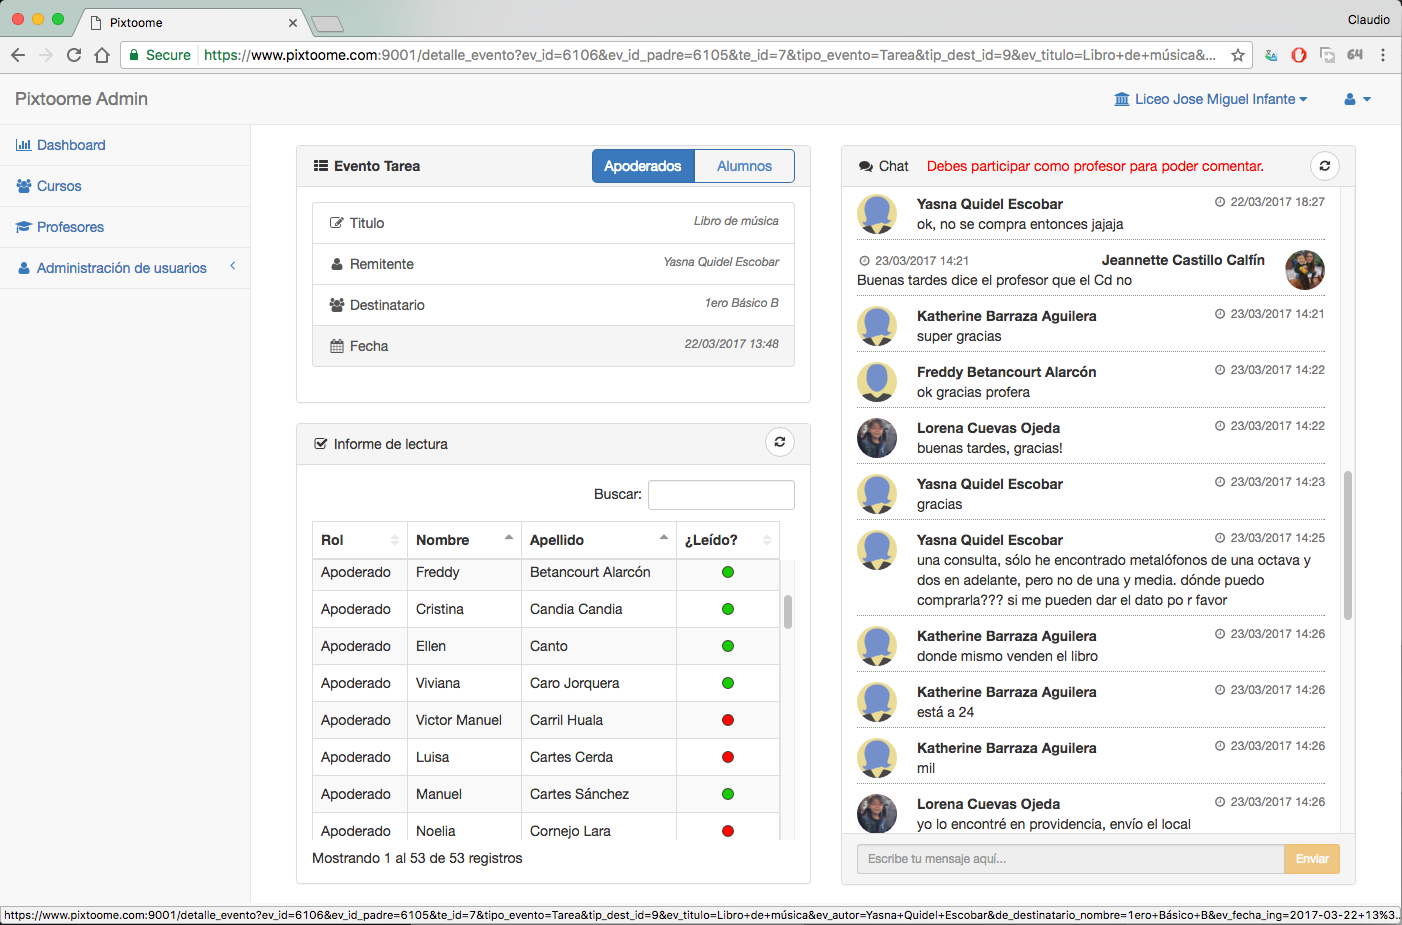 Pixtoome
Claudio
Secure https://www.pixtoome.com:9001/detalle_evento?ev_id=6106&ev_id_padre=6105&te_id=7&tipo_evento=Tarea&tip_dest_id=9&ev_titulo=Libro+de+música&...
64
Pixtoome Admin
Liceo Jose Miguel Infante
Dashboard
Cursos
Profesores
Administración de usuarios
Evento Tarea
Apoderados
Alumnos
Titulo Libro de música
Remitente Yasna Quidel Escobar
Destinatario 1ero Básico B
Fecha 22/03/2017 13:48
Informe de lectura
Buscar:
Rol Nombre Apellido ¿Leído?
Apoderado Freddy Betancourt Alarcón
Apoderado Cristina Candia Candia
Apoderado Ellen Canto
Apoderado Viviana Caro Jorquera
Apoderado Victor Manuel Carril Huala
Apoderado Luisa Cartes Cerda
Apoderado Manuel Cartes Sánchez
Apoderado Noelia Cornejo Lara
Mostrando 1 al 53 de 53 registros
Chat Debes participar como profesor para poder comentar.
Yasna Quidel Escobar 22/03/2017 18:27
ok, no se compra entonces jajaja
23/03/2017 14:21 Jeannette Castillo Calfín
Buenas tardes dice el profesor que el Cd no
Katherine Barraza Aguilera 23/03/2017 14:21
super gracias
Freddy Betancourt Alarcón 23/03/2017 14:22
ok gracias profera
Lorena Cuevas Ojeda 23/03/2017 14:22
buenas tardes, gracias!
Yasna Quidel Escobar 23/03/2017 14:23
gracias
Yasna Quidel Escobar 23/03/2017 14:25
una consulta, sólo he encontrado metalófonos de una octava y
dos en adelante, pero no de una y media. dónde puedo
comprarla??? si me pueden dar el dato po r favor
Katherine Barraza Aguilera 23/03/2017 14:26
donde mismo venden el libro
Katherine Barraza Aguilera 23/03/2017 14:26
está a 24
Katherine Barraza Aguilera 23/03/2017 14:26
mil
Lorena Cuevas Ojeda 23/03/2017 14:26
yo lo encontré en providencia, envío el local
Escribe tu mensaje aquí...
Enviar
https://www.pixtoome.com:9001/detalle_evento?ev_id=6106&ev_id_padre=6105&te_id=7&tipo_evento=Tarea&tip_dest_id=9&ev_titulo=Libro+de+música&ev_autor=Yasna+Quidel+Escobar&de_destinatario_nombre=1ero+Básico+B&ev_fecha_ing=2017-03-22+13%3...